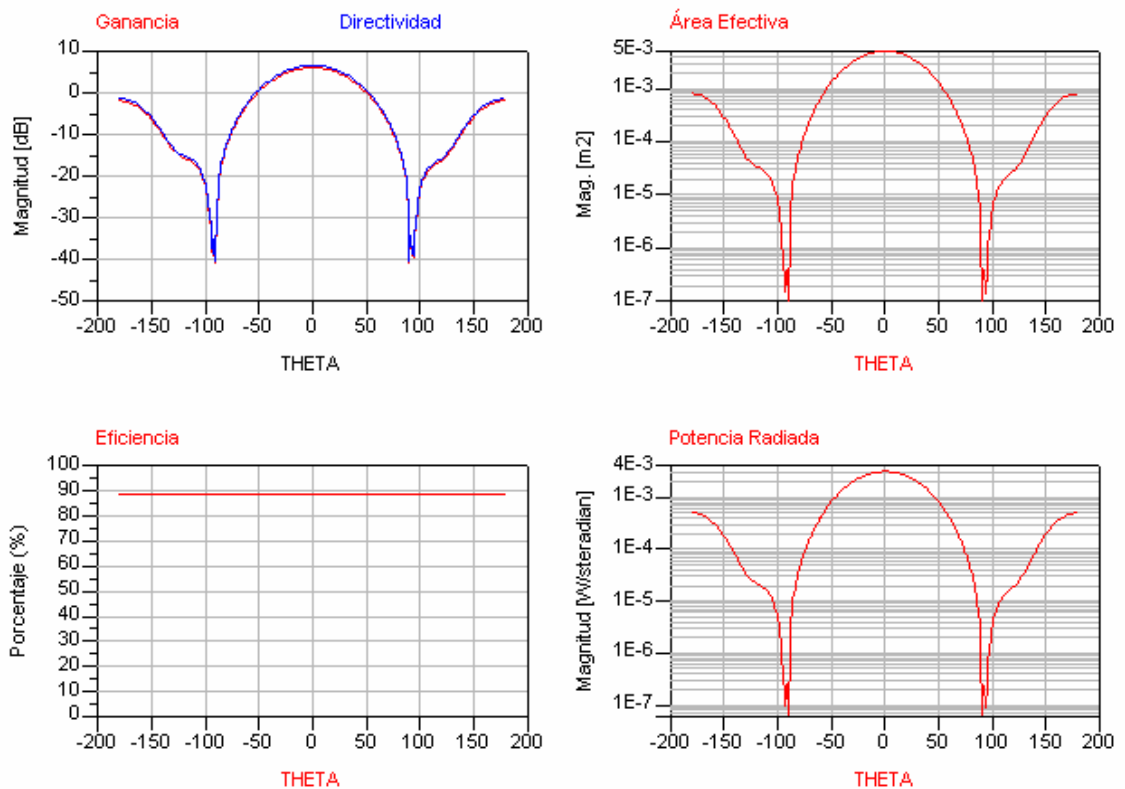 Ganancia Directividad
10
0
-10
-20
-30
-40
-50
Magnitud [dB]
-200 -150 -100 -50 0 50 100 150 200
THETA
Área Efectiva
5E-3
1E-3
1E-4
1E-5
1E-6
1E-7
Mag. [m2]
-200 -150 -100 -50 0 50 100 150 200
THETA
Eficiencia
100
90
80
70
60
50
40
30
20
10
0
Porcentaje (%)
-200 -150 -100 -50 0 50 100 150 200
THETA
Potencia Radiada
4E-3
1E-3
1E-4
1E-5
1E-6
1E-7
Magnitud [W/steradian]
-200 -150 -100 -50 0 50 100 150 200
THETA